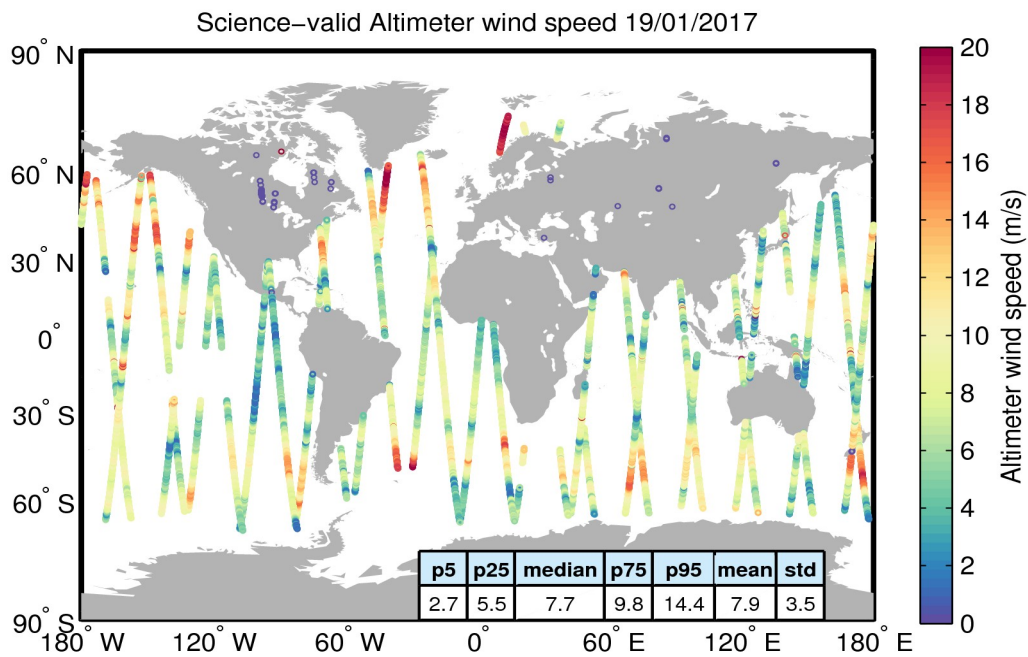 Science−valid Altimeter wind speed 19/01/2017
90° N
60° N
30° N
0°
30° S
60° S
90° S
180° W
120° W
60° W
0°
60° E
120° E
180° E
p5 p25 median p75 p95 mean std
2.7 5.5 7.7 9.8 14.4 7.9 3.5
20
18
16
14
12
10
8
6
4
2
0
Altimeter wind speed (m/s)